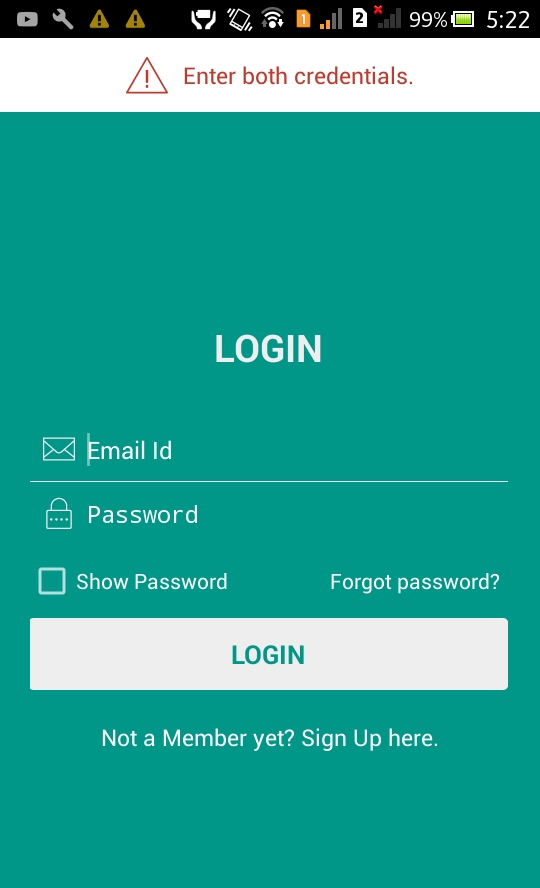 1 2 99% 5:22
Enter both credentials.
LOGIN
Email Id
Password
Show Password Forgot password?
LOGIN
Not a Member yet? Sign Up here.